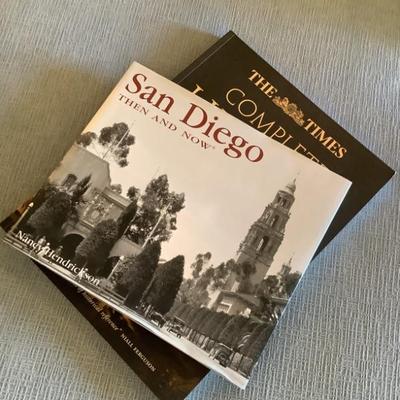 San Diego
THEN AND NOW®
Nancy Hendrickson
THE TIMES
COMPLETE
NIALL FERGUSON